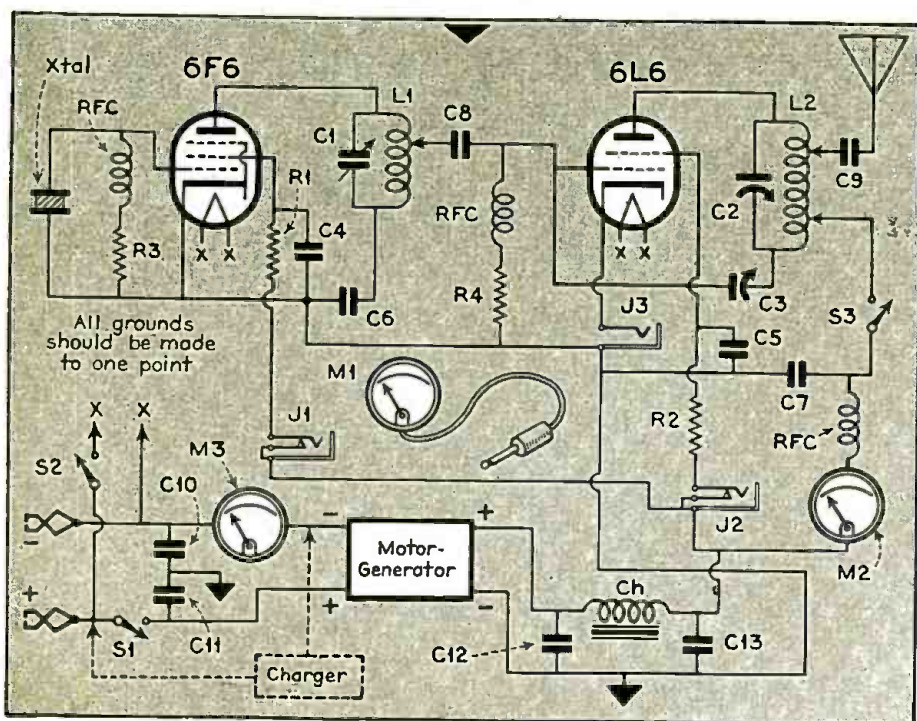 6F6
6L6
Xtal
RFC
L1
C8
L2
C1
R1
C9
RFC
C2
R3
C4
X X
X X
R4
J3
C3
S3
C6
C5
All grounds
should be made
to one point
M1
C7
R2
RFC
X X
J1
M3
S2
C10
J2
-
-
+
Motor-
Generator
M2
+
+
-
Ch
S1
C11
C12
C13
Charger